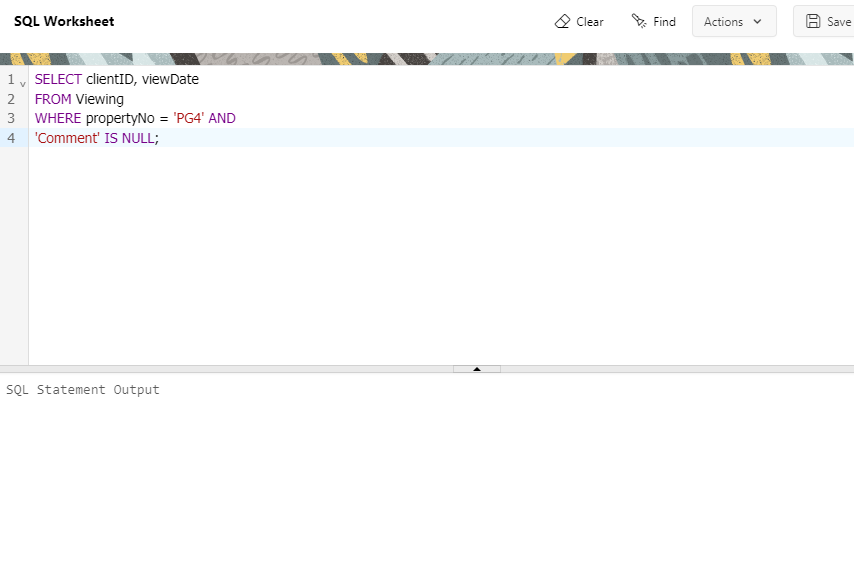 SQL Worksheet
Clear
Find
Actions
Save
1 SELECT clientID, viewDate
2 FROM Viewing
3 WHERE propertyNo = 'PG4' AND
4 'Comment' IS NULL;
SQL Statement Output